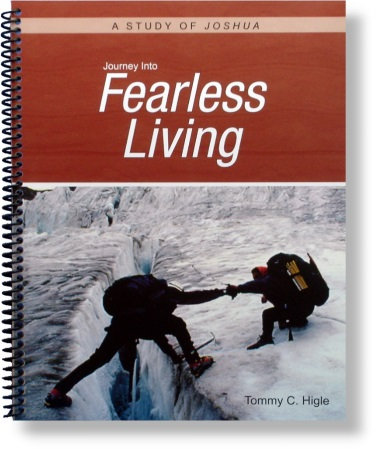 A STUDY OF JOSHUA
Journey Into
Fearless
Living
Tommy C. Higle